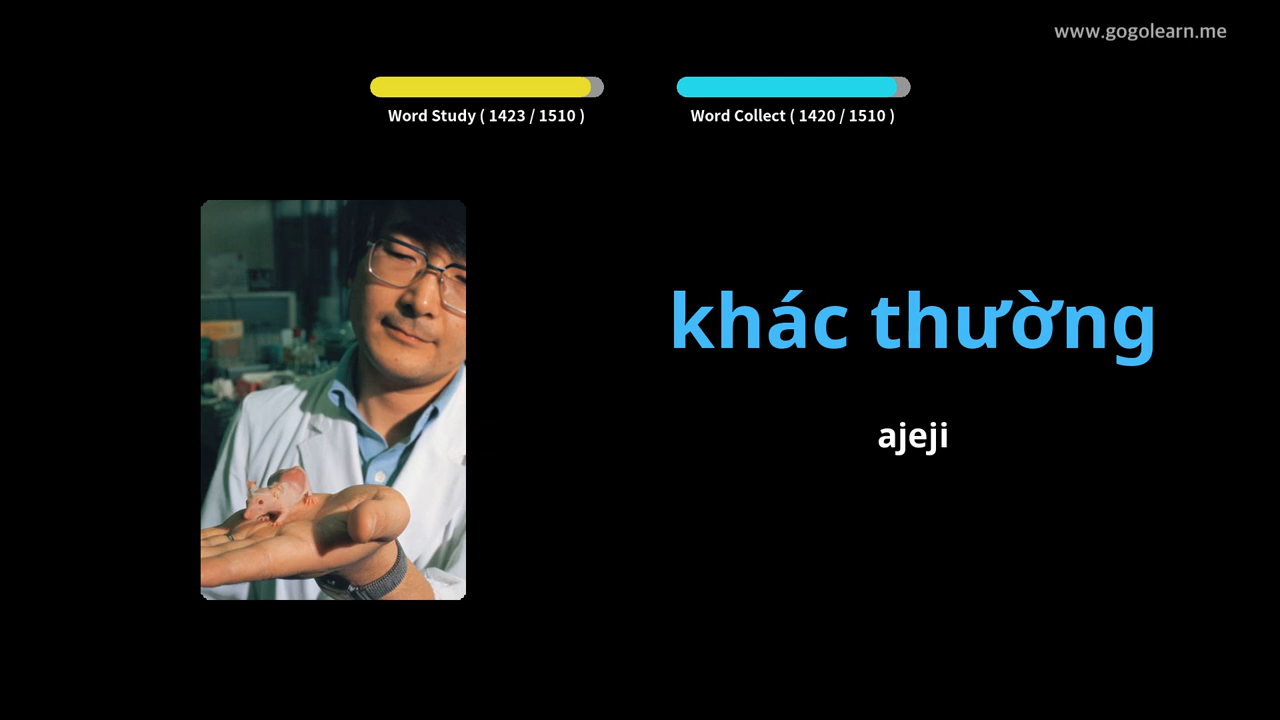 www.gogolearn.me
Word Study ( 1423 / 1510 )
Word Collect ( 1420 / 1510 )
khác thường
ajeji